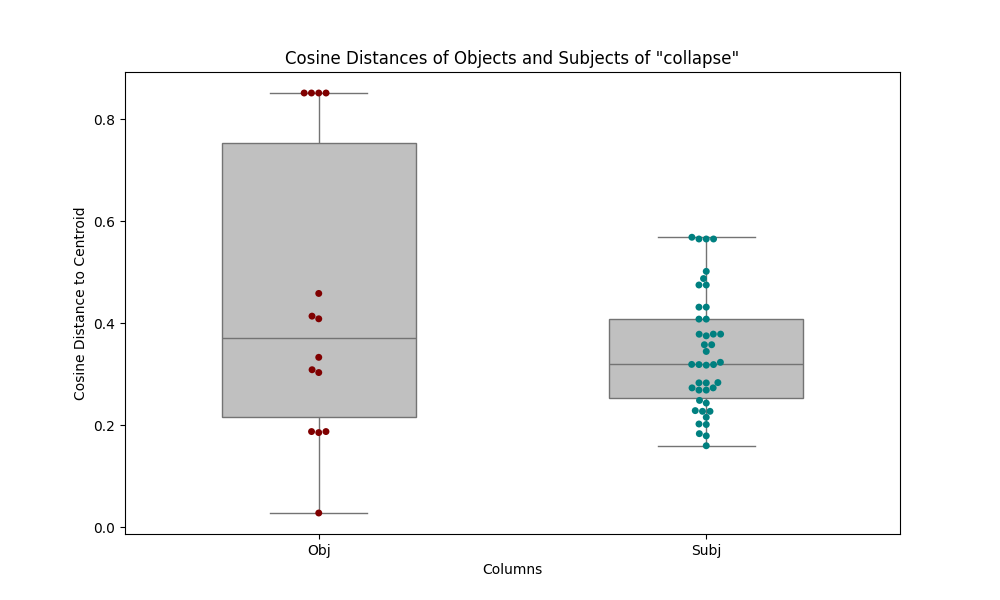 Cosine Distances of Objects and Subjects of "collapse"
Cosine Distance to Centroid
0.8
0.6
0.4
0.2
0.0
Obj
Subj
Columns